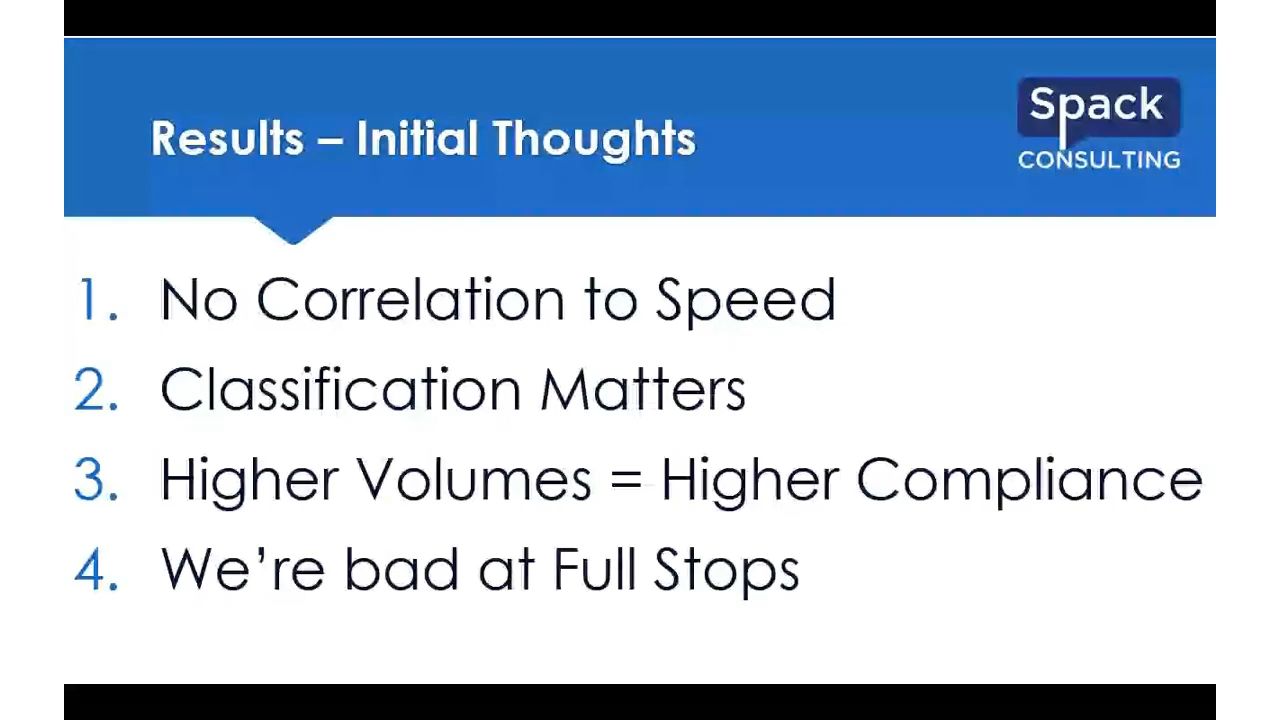 Results – Initial Thoughts
Spack
CONSULTING
1. No Correlation to Speed
2. Classification Matters
3. Higher Volumes = Higher Compliance
4. We’re bad at Full Stops